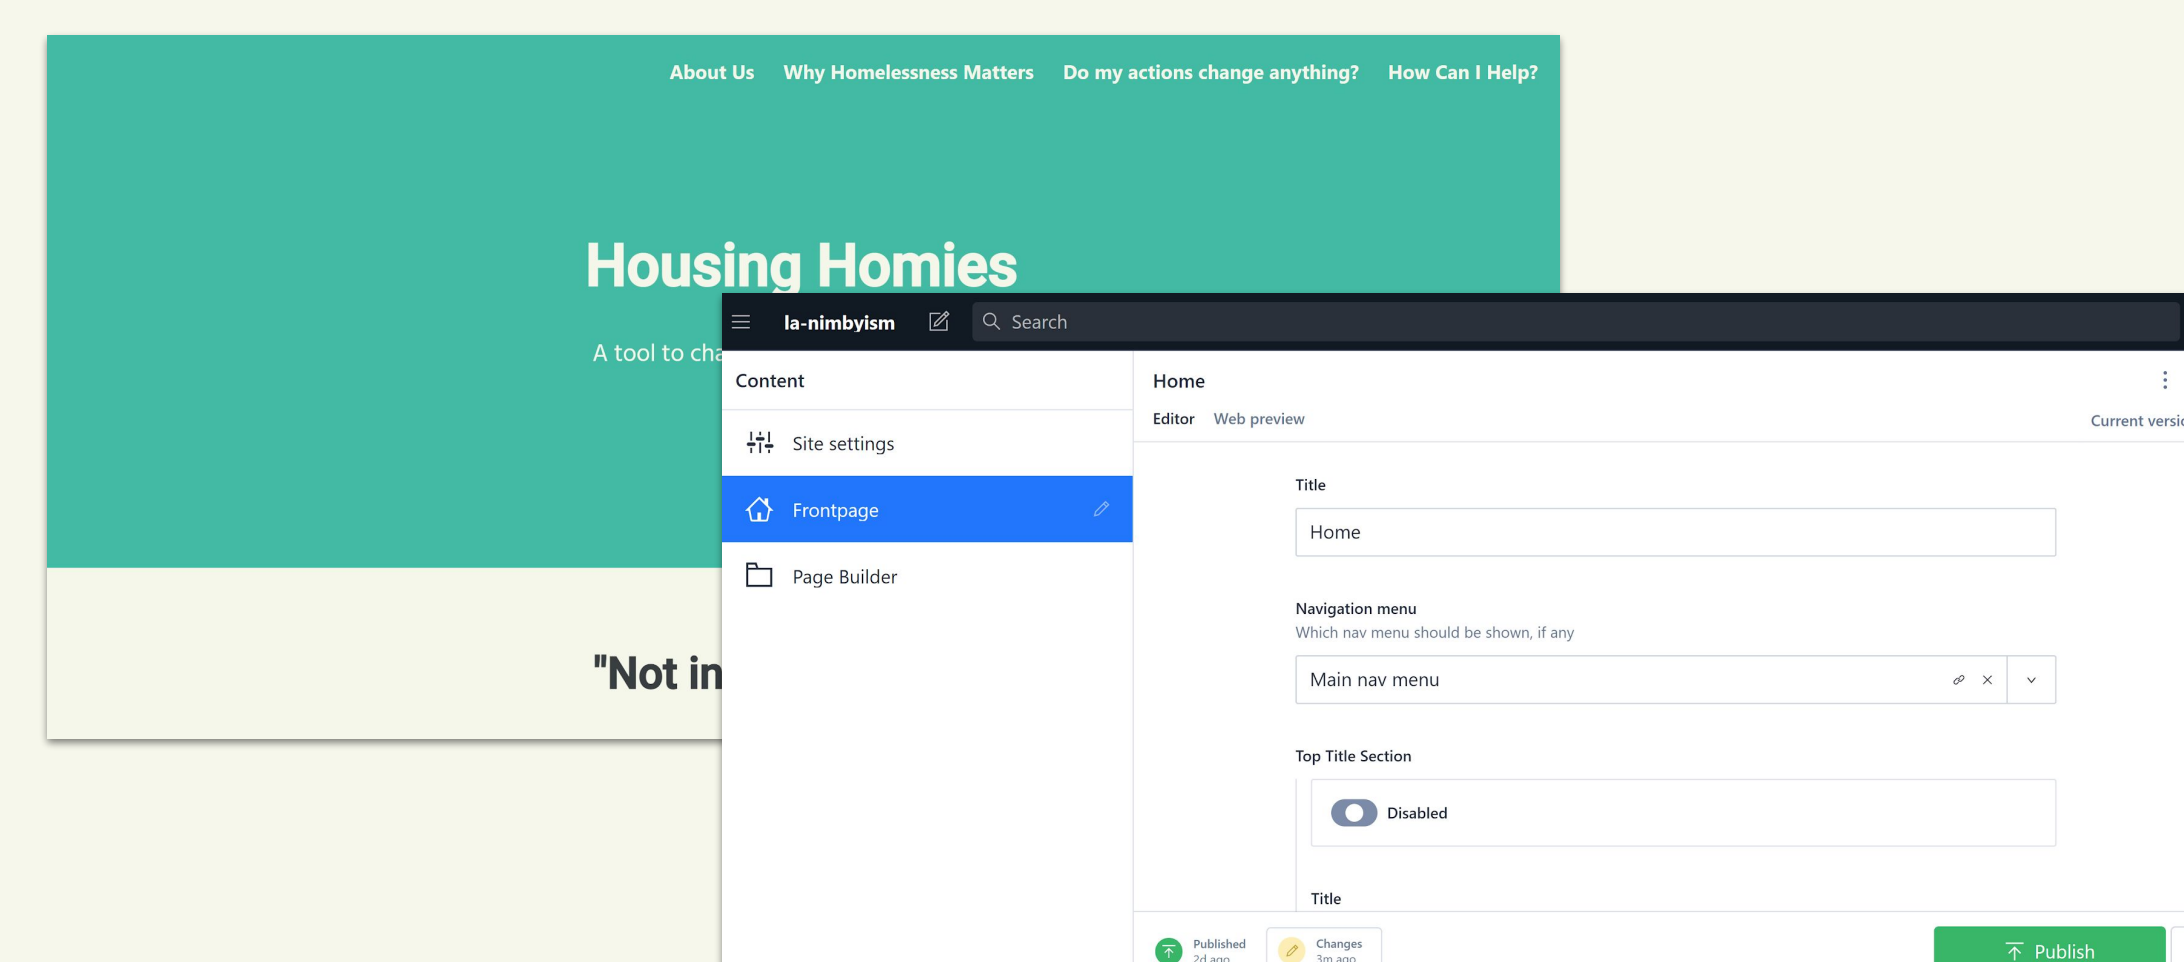 About Us Why Homelessness Matters Do my actions change anything? How Can I Help?
Housing Homies
A tool to cha
"Not in
la-nimbyism Search
Content
Site settings
Frontpage
Page Builder
Home
Editor Web preview
Current versi
Title
Home
Navigation menu
Which nav menu should be shown, if any
Main nav menu
Top Title Section
Disabled
Title
Published
2d ago
Changes
3m ago
Publish